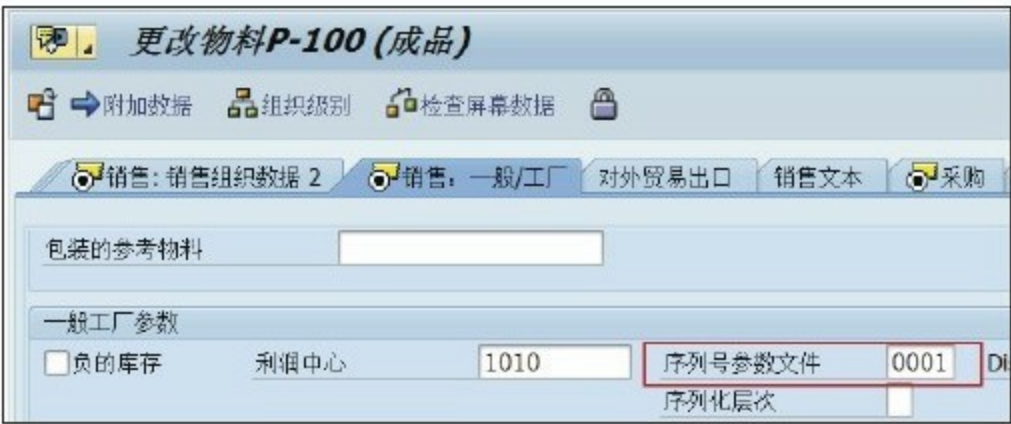 更改物料P-100 (成品)
附加数据 组织级别 检查屏幕数据
销售: 销售组织数据 2 销售: 一般/工厂 对外贸易出口 销售文本 采购
包装的参考物料
一般工厂参数
负的库存 利润中心 1010 序列号参数文件 0001 Di
序列化层次